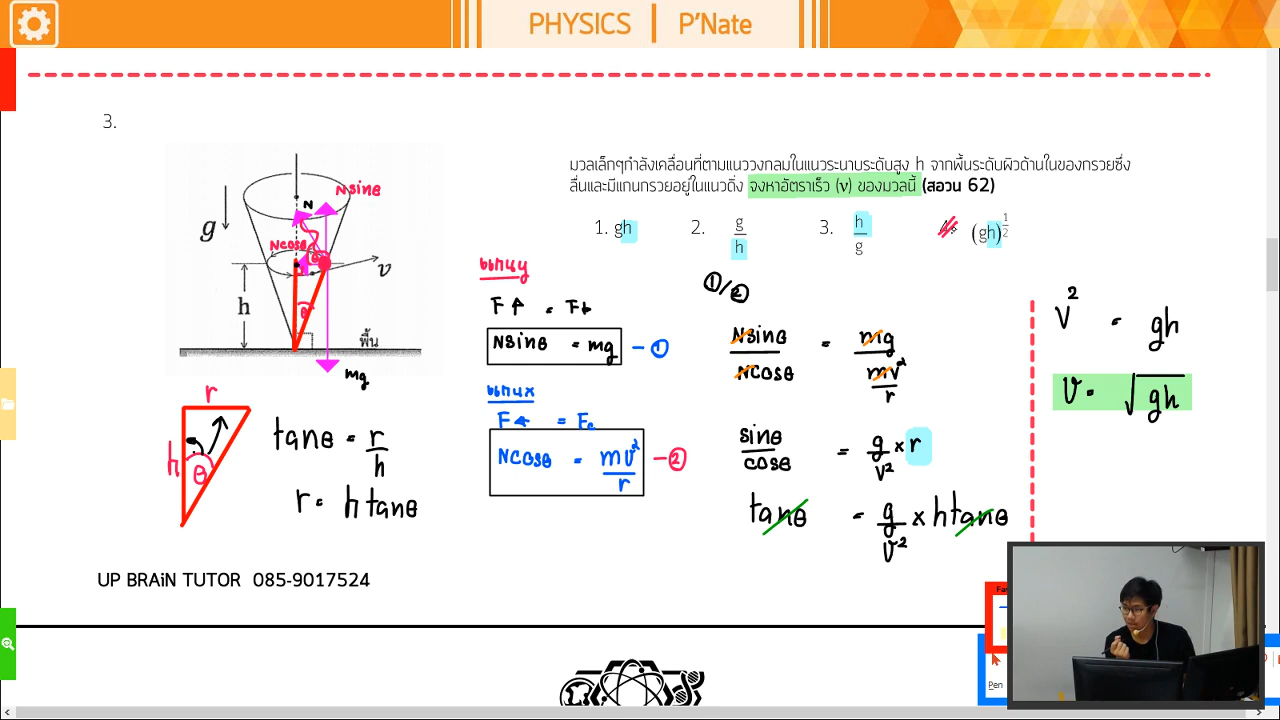 PHYSICS | P'Nate
3.
มวลเล็กๆกำลังเคลื่อนที่ตามแนววงกลมในแนวระนาบระดับสูง h จากพื้นระดับผิวด้านในของกรวยซึ่ง
ลื่นและมีแกนกรวยอยู่ในแนวดิ่ง จงหาอัตราเร็ว (v) ของมวลนี้ (สอวน 62)
1. gh 2. g/h 3. h/g 4. (gh)^1/2
Nsinθ
N
g
Ncosθ
θ
v
h
θ
พื้น
mg
r
h
θ
tanθ = r/h
r = h tanθ
แกน y
F↑ = F↓
Nsinθ = mg - ①
แกน x
F← = Fc
Ncosθ = mv²/r - ②
①/②
Nsinθ/Ncosθ = mg/(mv²/r)
sinθ/cosθ = g/v² × r
tanθ = g/v² × h tanθ
v² = gh
v = √gh
UP BRAiN TUTOR 085-9017524
Pen